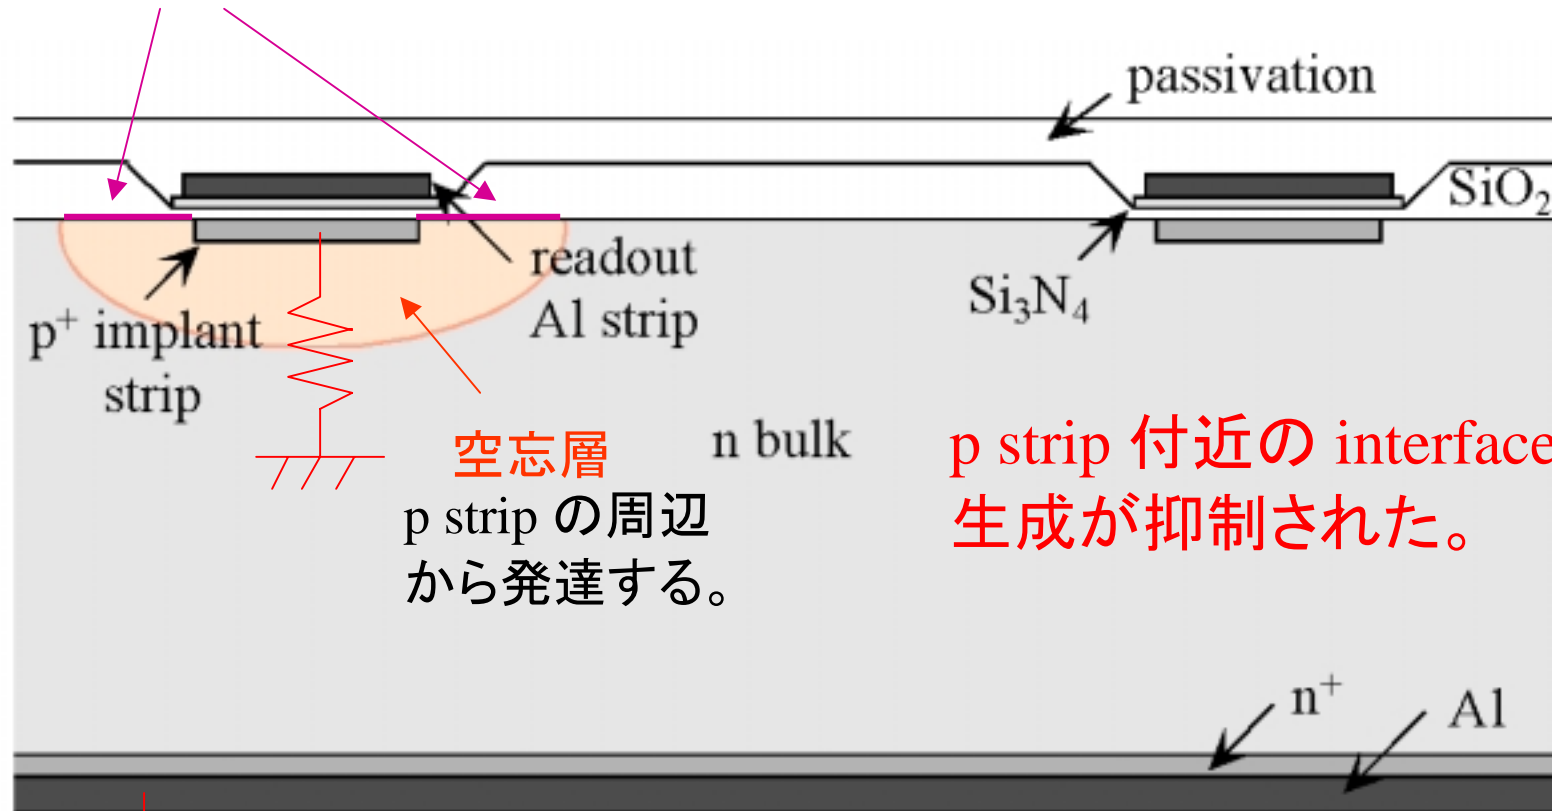 passivation
SiO₂
readout
Al strip
Si₃N₄
p⁺ implant
strip
空忘層
n bulk
p strip の周辺
から発達する。
p strip 付近の interface
生成が抑制された。
n⁺
Al